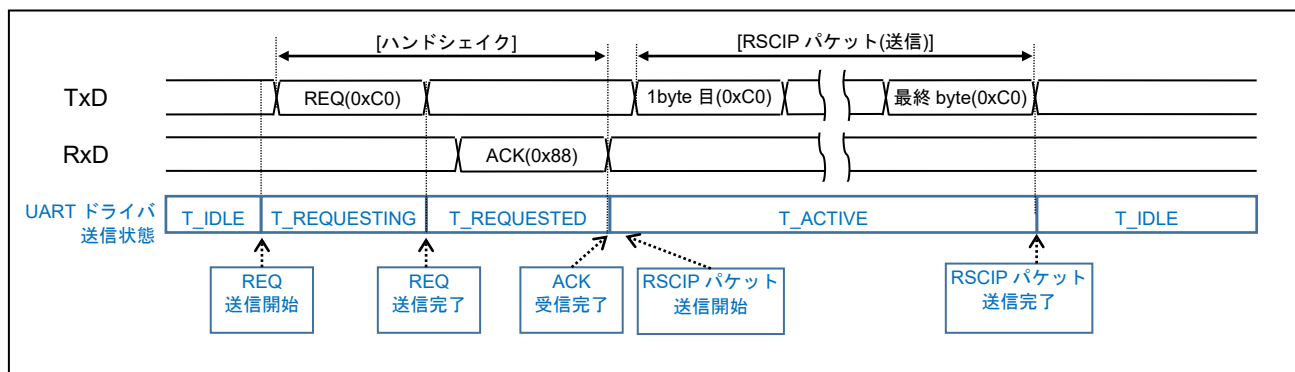 [ハンドシェイク]
[RSCIP パケット(送信)]
TxD
REQ(0xC0)
1byte 目(0xC0)
最終 byte(0xC0)
RxD
ACK(0x88)
UART ドライバ
送信状態
T_IDLE
T_REQUESTING
T_REQUESTED
T_ACTIVE
T_IDLE
REQ
送信開始
REQ
送信完了
ACK
受信完了
RSCIP パケット
送信開始
RSCIP パケット
送信完了